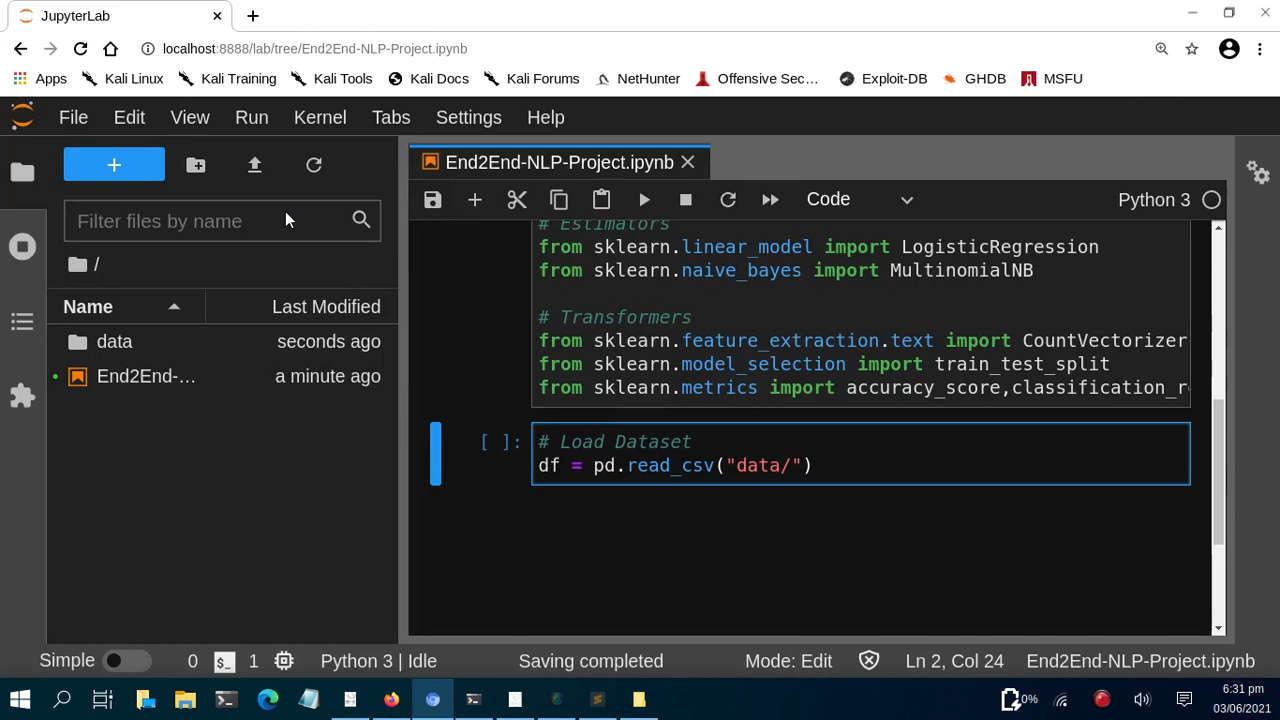 JupyterLab
localhost:8888/lab/tree/End2End-NLP-Project.ipynb
Apps Kali Linux Kali Training Kali Tools Kali Docs Kali Forums NetHunter Offensive Sec... Exploit-DB GHDB MSFU
File Edit View Run Kernel Tabs Settings Help
End2End-NLP-Project.ipynb
Code Python 3
Filter files by name
/
Name Last Modified
data seconds ago
End2End-... a minute ago
# Estimators
from sklearn.linear_model import LogisticRegression
from sklearn.naive_bayes import MultinomialNB
# Transformers
from sklearn.feature_extraction.text import CountVectorizer
from sklearn.model_selection import train_test_split
from sklearn.metrics import accuracy_score,classification_r
[ ]: # Load Dataset
df = pd.read_csv("data/")
Simple 0 $_ 1 Python 3 | Idle Saving completed Mode: Edit Ln 2, Col 24 End2End-NLP-Project.ipynb
0% 6:31 pm
03/06/2021